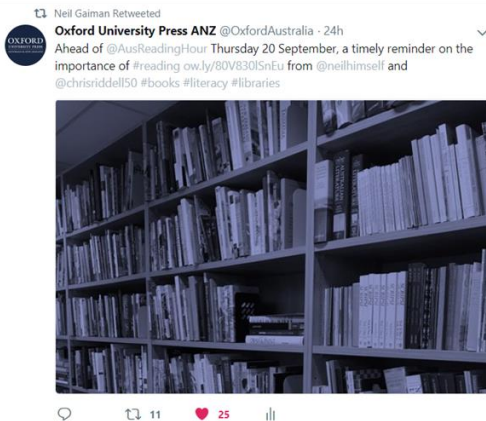 Neil Gaiman Retweeted
Oxford University Press ANZ @OxfordAustralia · 24h
OXFORD
UNIVERSITY PRESS
Ahead of @AusReadingHour Thursday 20 September, a timely reminder on the
importance of #reading ow.ly/80V830lSnEu from @neilhimself and
@chrisriddell50 #books #literacy #libraries
11
25